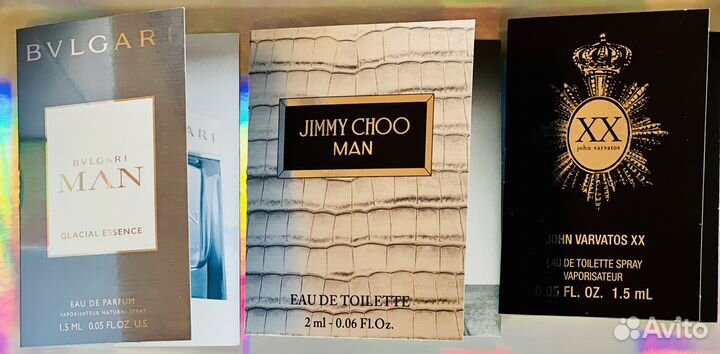 BVLGARI
BVLGARI
MAN
GLACIAL ESSENCE
EAU DE PARFUM
VAPORISATEUR NATURAL SPRAY
1.5 ML 0.05 FL.OZ. U.S.
GARI
JIMMY CHOO
MAN
EAU DE TOILETTE
2 ml - 0.06 Fl.Oz.
XX
john varvatos
JOHN VARVATOS XX
EAU DE TOILETTE SPRAY
VAPORISATEUR
0.05 FL. OZ. 1.5 mL
Avito